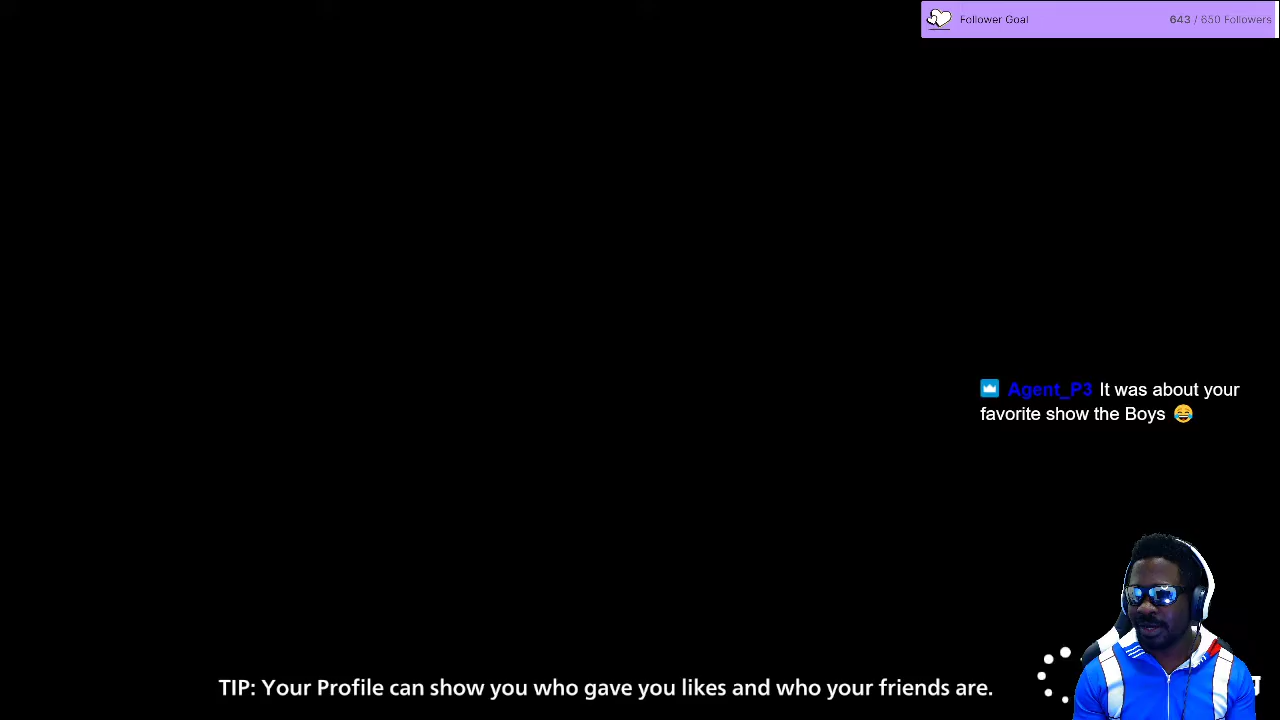 Follower Goal
643 / 650 Followers
Agent_P3 It was about your
favorite show the Boys 😂
TIP: Your Profile can show you who gave you likes and who your friends are.